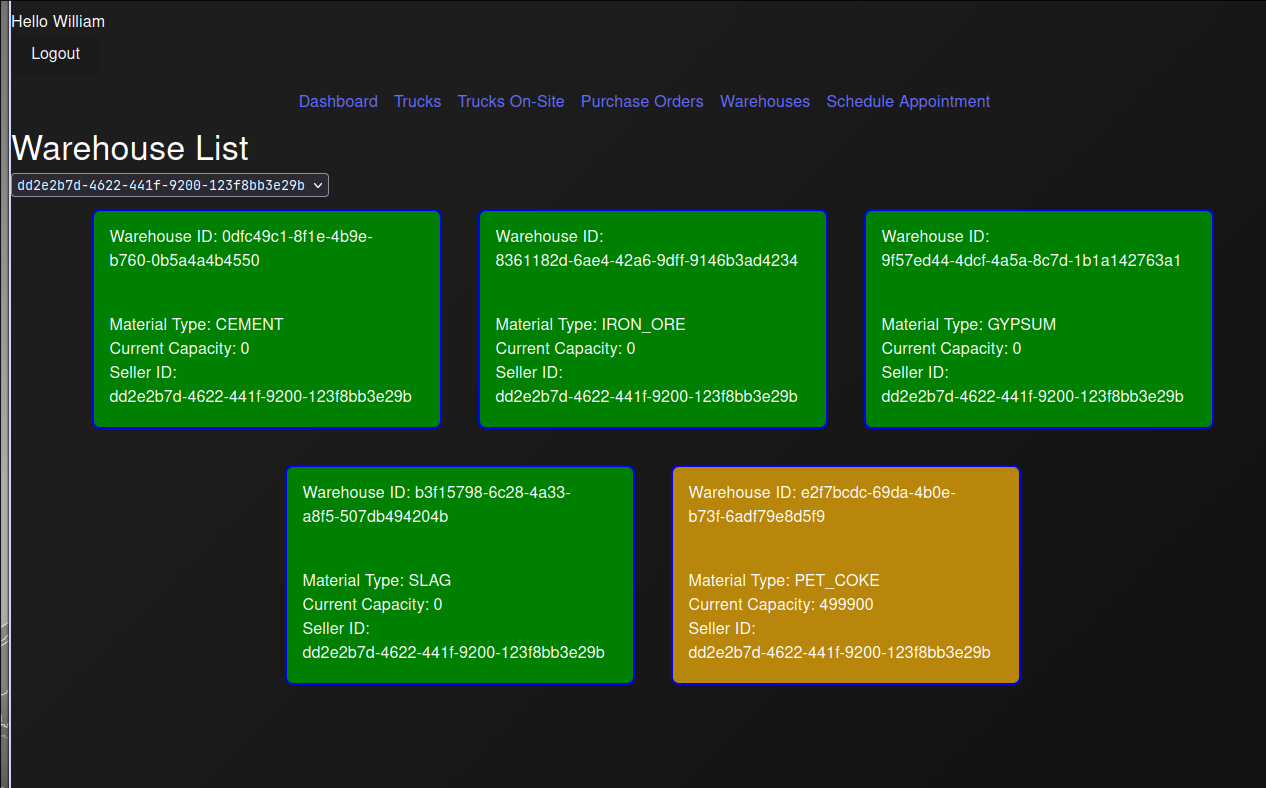 Hello William
Logout
Dashboard Trucks Trucks On-Site Purchase Orders Warehouses Schedule Appointment
Warehouse List
dd2e2b7d-4622-441f-9200-123f8bb3e29b
Warehouse ID: 0dfc49c1-8f1e-4b9e-
b760-0b5a4a4b4550
Material Type: CEMENT
Current Capacity: 0
Seller ID:
dd2e2b7d-4622-441f-9200-123f8bb3e29b
Warehouse ID:
8361182d-6ae4-42a6-9dff-9146b3ad4234
Material Type: IRON_ORE
Current Capacity: 0
Seller ID:
dd2e2b7d-4622-441f-9200-123f8bb3e29b
Warehouse ID:
9f57ed44-4dcf-4a5a-8c7d-1b1a142763a1
Material Type: GYPSUM
Current Capacity: 0
Seller ID:
dd2e2b7d-4622-441f-9200-123f8bb3e29b
Warehouse ID: b3f15798-6c28-4a33-
a8f5-507db494204b
Material Type: SLAG
Current Capacity: 0
Seller ID:
dd2e2b7d-4622-441f-9200-123f8bb3e29b
Warehouse ID: e2f7bcdc-69da-4b0e-
b73f-6adf79e8d5f9
Material Type: PET_COKE
Current Capacity: 499900
Seller ID:
dd2e2b7d-4622-441f-9200-123f8bb3e29b